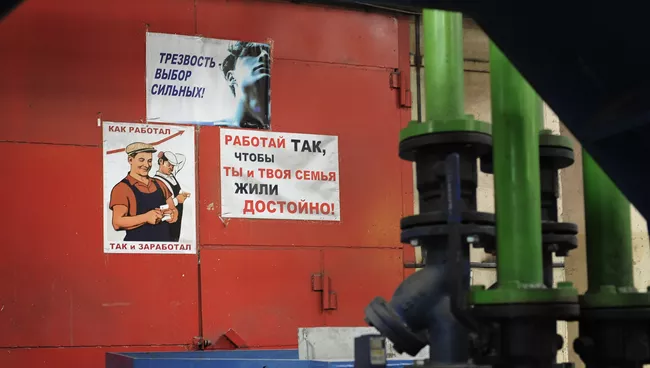 ТРЕЗВОСТЬ -
ВЫБОР
СИЛЬНЫХ!
КАК РАБОТАЛ
ТАК и ЗАРАБОТАЛ
РАБОТАЙ ТАК,
ЧТОБЫ
ТЫ и ТВОЯ СЕМЬЯ
ЖИЛИ
ДОСТОЙНО!